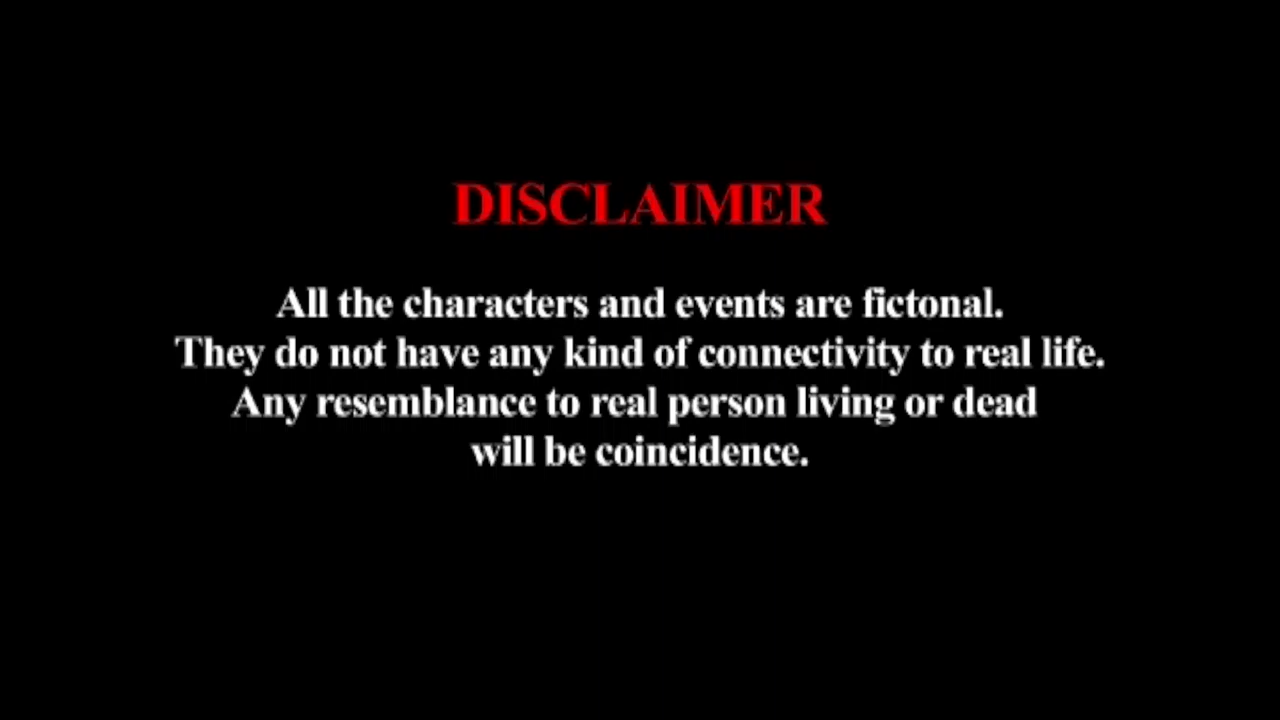 DISCLAIMER
All the characters and events are fictonal.
They do not have any kind of connectivity to real life.
Any resemblance to real person living or dead
will be coincidence.